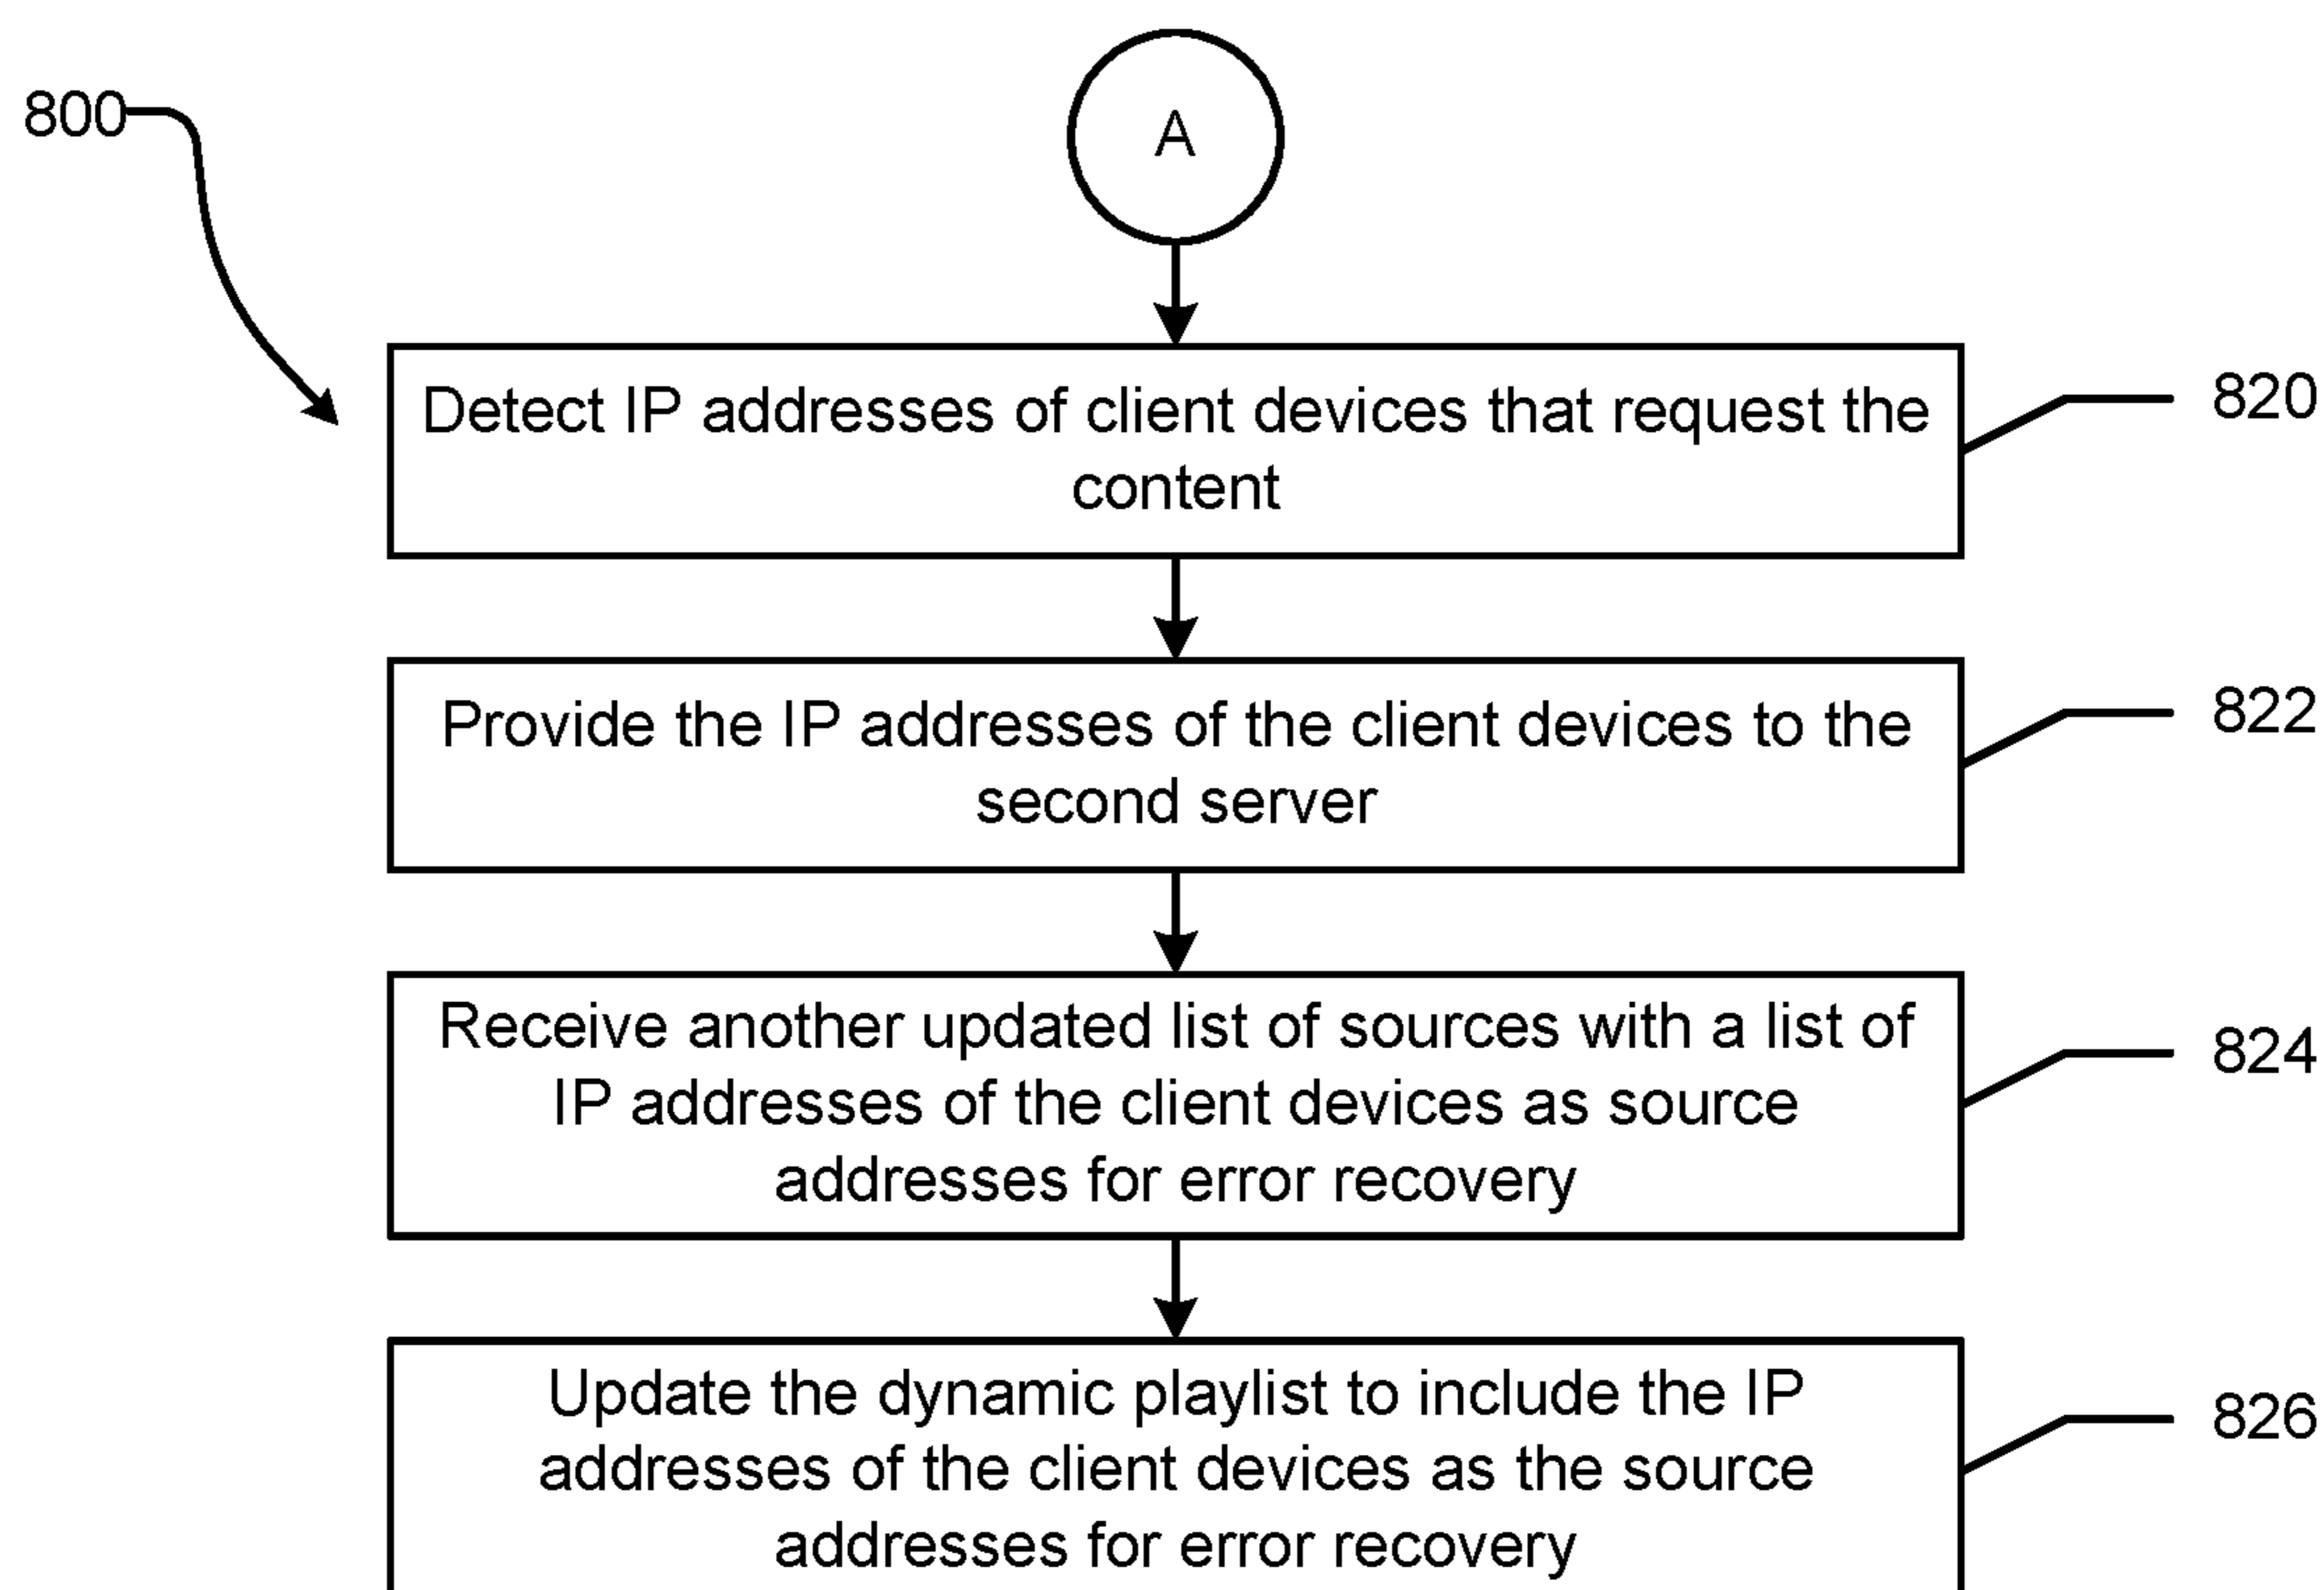 A
800
Detect IP addresses of client devices that request the
content
820
Provide the IP addresses of the client devices to the
second server
822
Receive another updated list of sources with a list of
IP addresses of the client devices as source
addresses for error recovery
824
Update the dynamic playlist to include the IP
addresses of the client devices as the source
addresses for error recovery
826